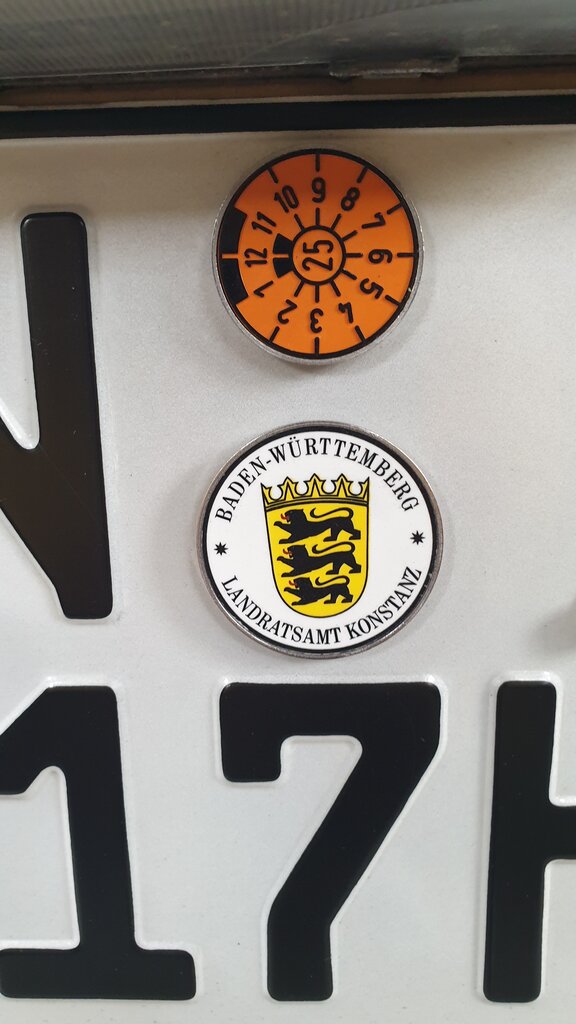 9 8 7 6 5 4 3 2 1 12 11 10
25
BADEN-WÜRTTEMBERG
LANDRATSAMT KONSTANZ
17H